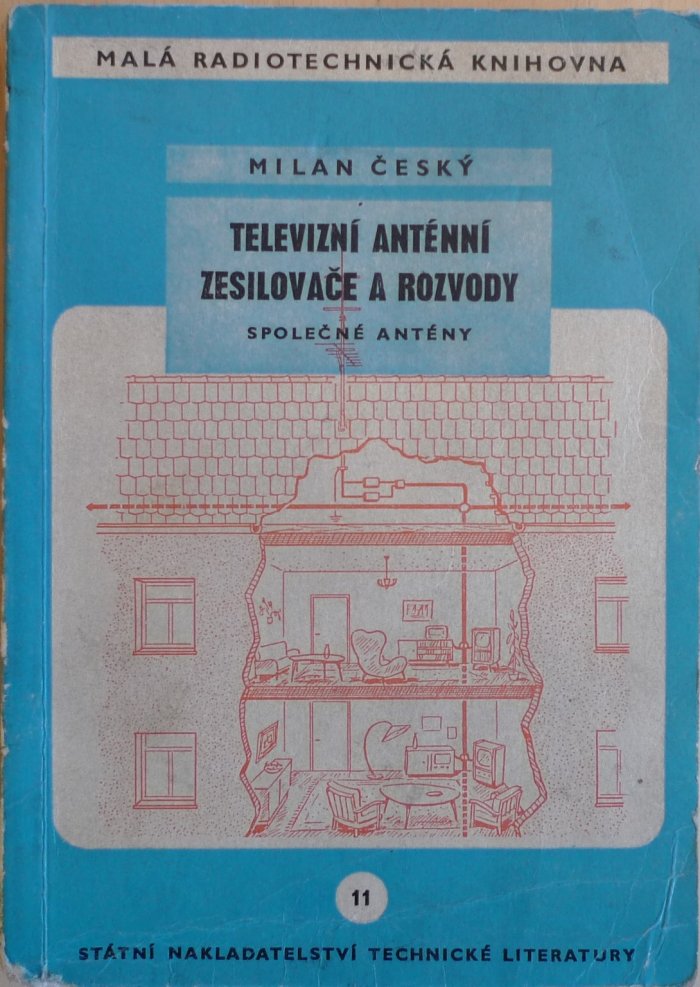 MALÁ RADIOTECHNICKÁ KNIHOVNA
MILAN ČESKÝ
TELEVIZNÍ ANTÉNNÍ
ZESILOVAČE A ROZVODY
SPOLEČNÉ ANTÉNY
11
STÁTNÍ NAKLADATELSTVÍ TECHNICKÉ LITERATURY